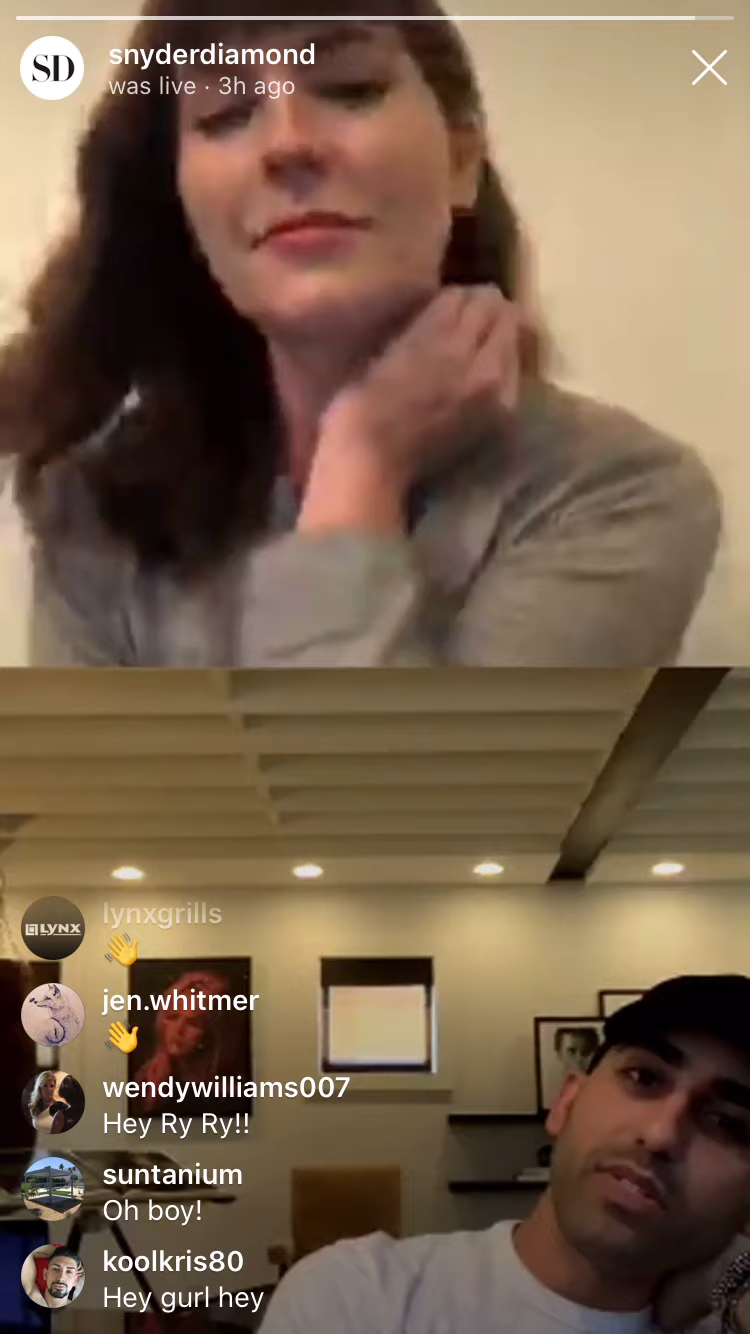 SD
snyderdiamond
was live · 3h ago
lynxgrills
👋
LYNX
jen.whitmer
👋
wendywilliams007
Hey Ry Ry!!
suntanium
Oh boy!
koolkris80
Hey gurl hey